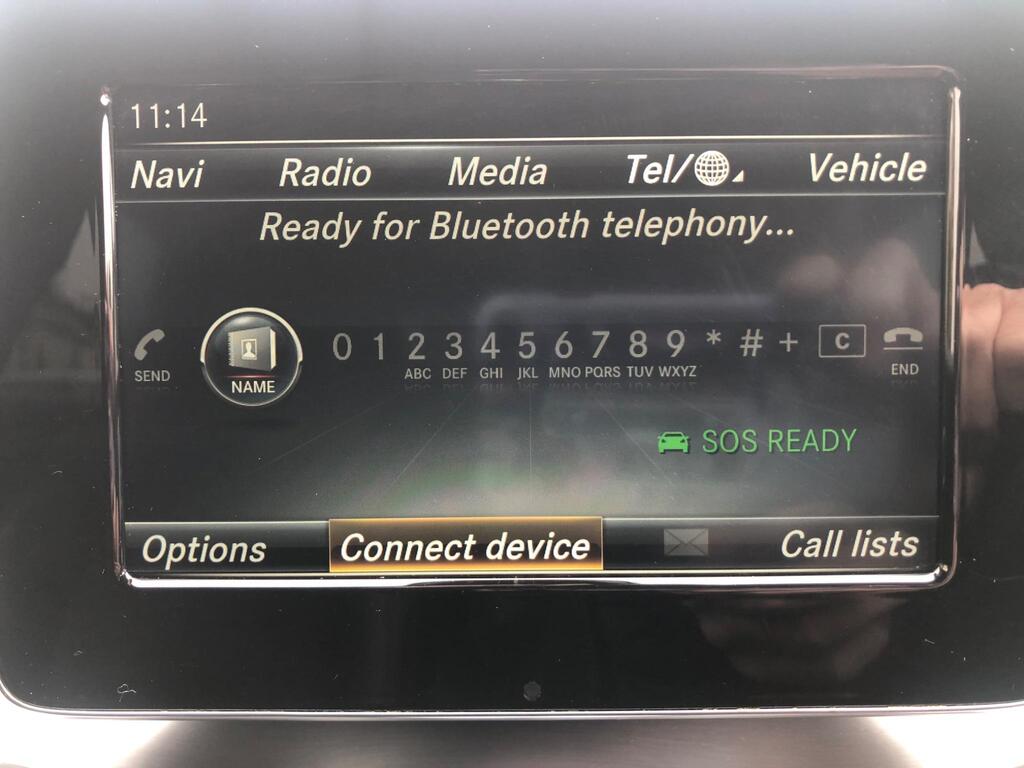 11:14
Navi Radio Media Tel/ Vehicle
Ready for Bluetooth telephony...
0 1 2 3 4 5 6 7 8 9 * # + C
SEND NAME ABC DEF GHI JKL MNO PQRS TUV WXYZ END
SOS READY
Options Connect device Call lists